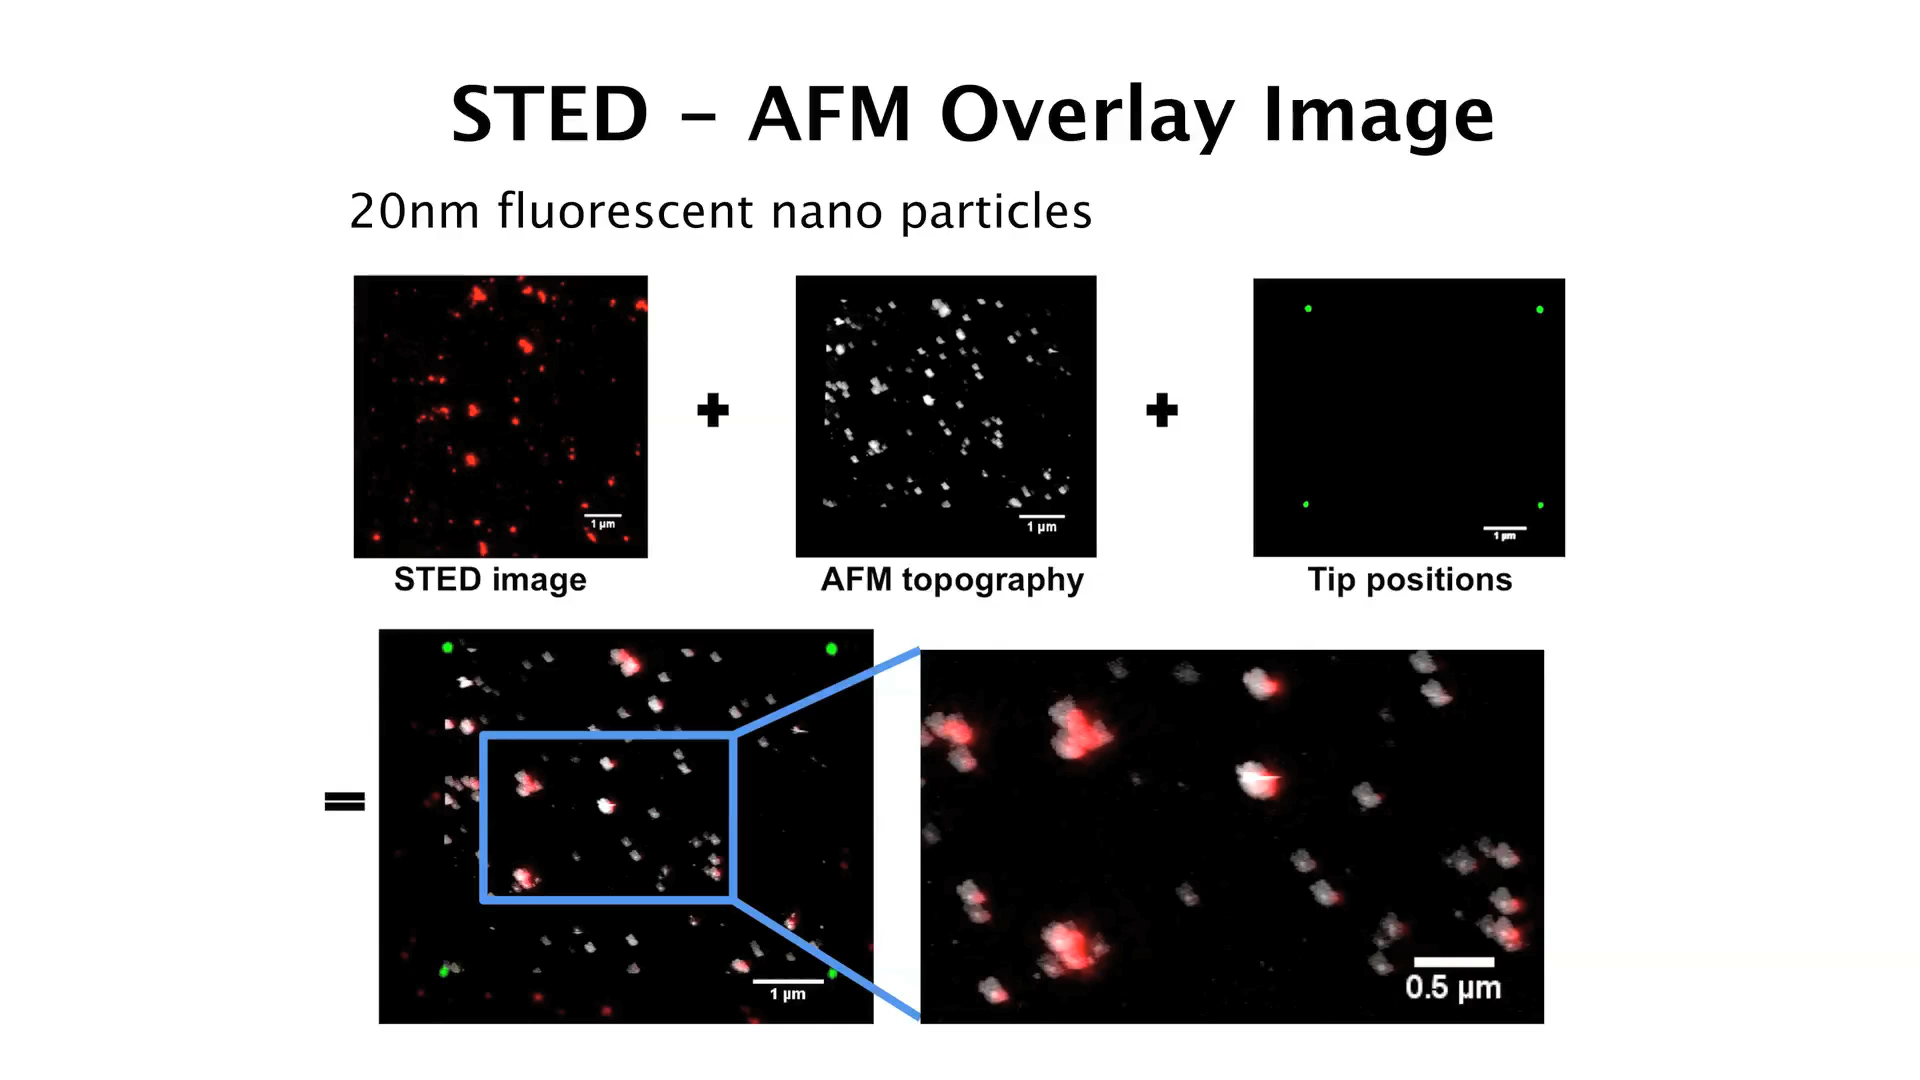 STED – AFM Overlay Image
20nm fluorescent nano particles
1 µm
1 µm
1 µm
STED image
AFM topography
Tip positions
1 µm
0.5 µm